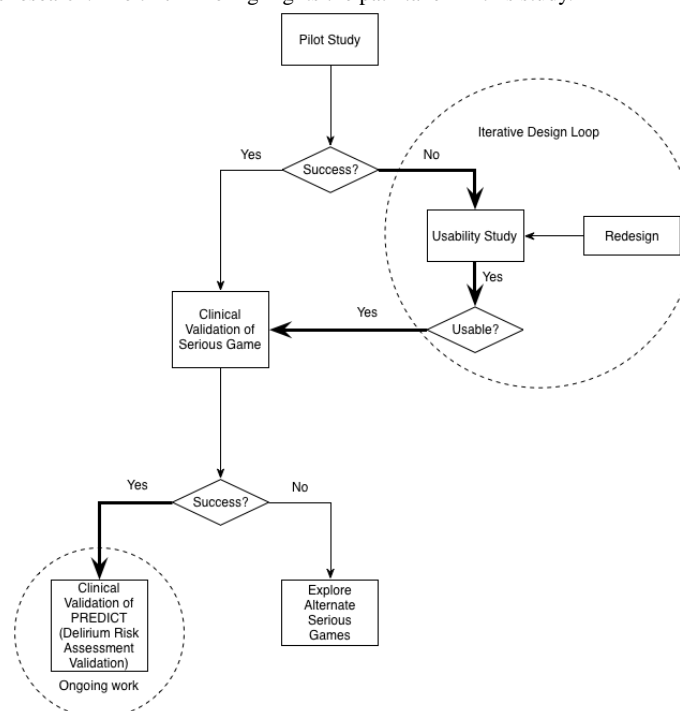 Pilot Study
Iterative Design Loop
Yes
Success?
No
Usability Study
Redesign
Yes
Clinical
Validation of
Serious Game
Yes
Usable?
Yes
Success?
No
Clinical
Validation of
PREDICT
(Delirium Risk
Assessment
Validation)
Explore
Alternate
Serious
Games
Ongoing work